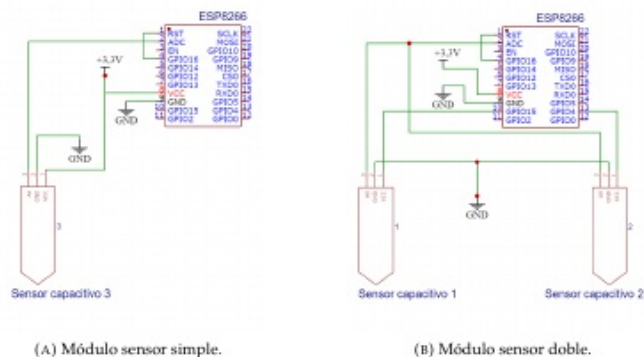 ESP8266
RST SCLK
ADC MOSI
EN GPIO10
GPIO16 GPIO9
GPIO14 MISO
GPIO12 CS0
GPIO13 TXD0
VCC RXD0
GND GPIO5
GPIO15 GPIO4
GPIO2 GPIO0
+3,3V
GND
GND
3
Sensor capacitivo 3
(A) Módulo sensor simple.
ESP8266
RST SCLK
ADC MOSI
EN GPIO10
GPIO16 GPIO9
GPIO14 MISO
GPIO12 CS0
GPIO13 TXD0
VCC RXD0
GND GPIO5
GPIO15 GPIO4
GPIO2 GPIO0
+3,3V
GND
GND
1
2
Sensor capacitivo 1
Sensor capacitivo 2
(B) Módulo sensor doble.